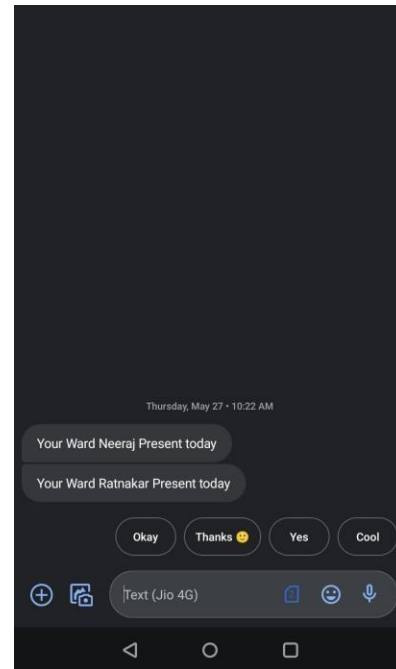 Thursday, May 27 • 10:22 AM
Your Ward Neeraj Present today
Your Ward Ratnakar Present today
Okay
Thanks 🙂
Yes
Cool
Text (Jio 4G)
2